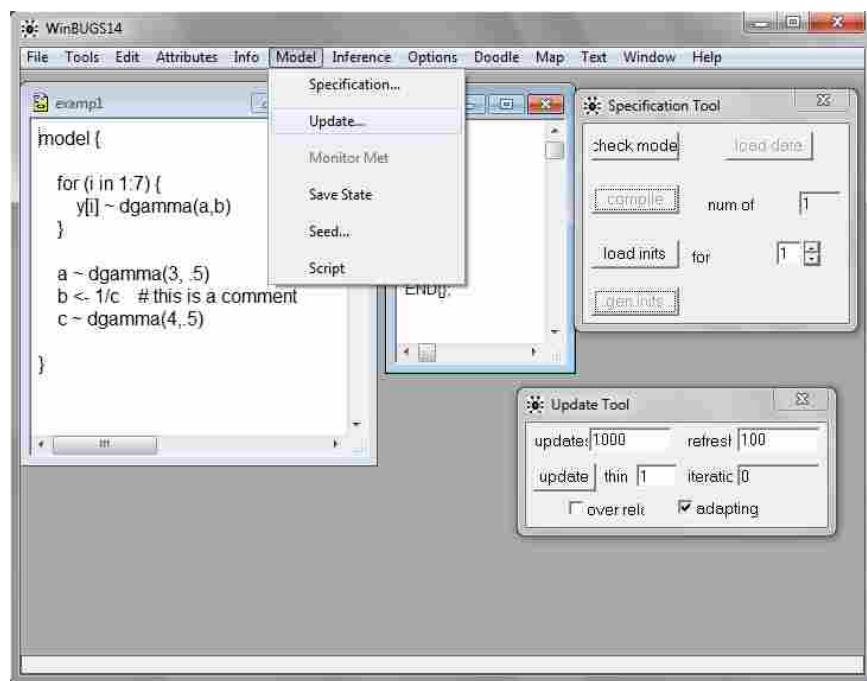 WinBUGS14
File Tools Edit Attributes Info Model Inference Options Doodle Map Text Window Help
Specification...
Update...
Monitor Met
Save State
Seed...
Script
examp1
model {
for (i in 1:7) {
y[i] ~ dgamma(a,b)
}
a ~ dgamma(3, .5)
b <- 1/c # this is a comment
c ~ dgamma(4,.5)
}
END
Specification Tool
check model load data
compile num of 1
load inits for 1
gen inits
Update Tool
updates 1000 refresh 100
update thin 1 iteratic 0
over rela adapting